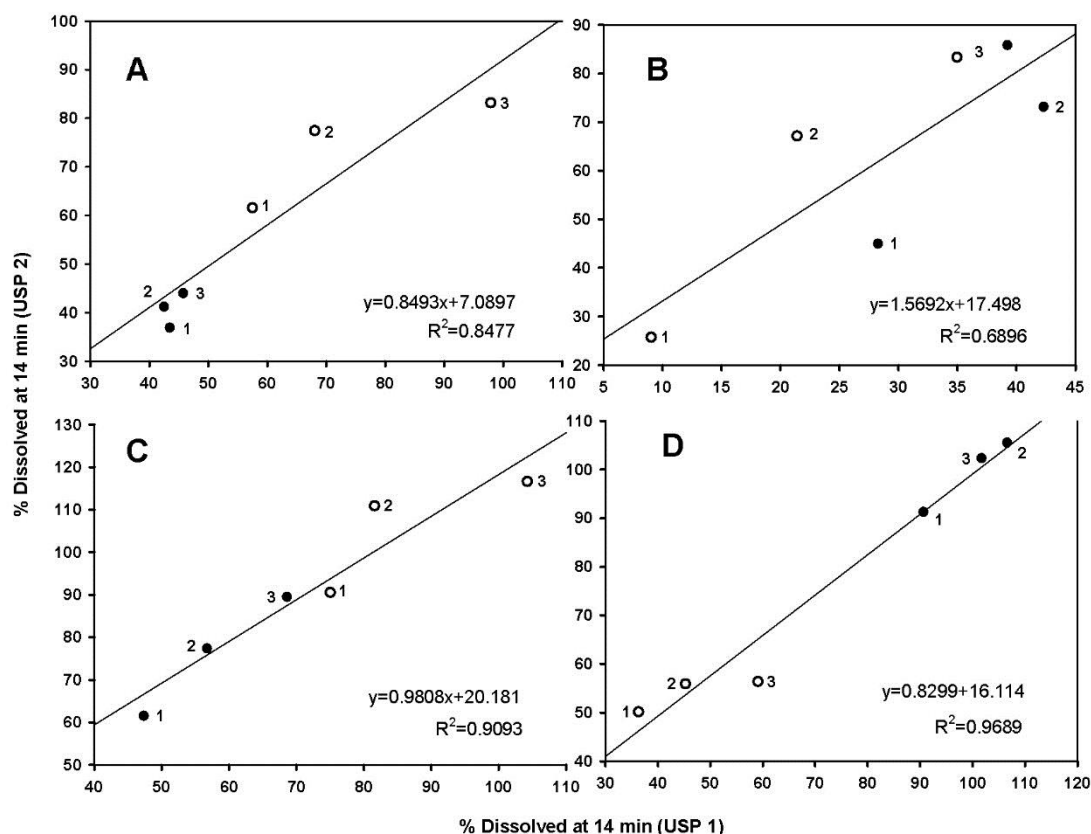 % Dissolved at 14 min (USP 2)
A
100
90
80
70
60
50
40
30
30 40 50 60 70 80 90 100 110
3
2
1
2 3
1
y=0.8493x+7.0897
R²=0.8477
B
90
80
70
60
50
40
30
20
5 10 15 20 25 30 35 40 45
3
2
2
1
1
y=1.5692x+17.498
R²=0.6896
C
130
120
110
100
90
80
70
60
50
40 50 60 70 80 90 100 110
3
2
3 1
2
1
y=0.9808x+20.181
R²=0.9093
D
110
100
90
80
70
60
50
40
30 40 50 60 70 80 90 100 110 120
3 2
1
2 3
1
y=0.8299+16.114
R²=0.9689
% Dissolved at 14 min (USP 1)